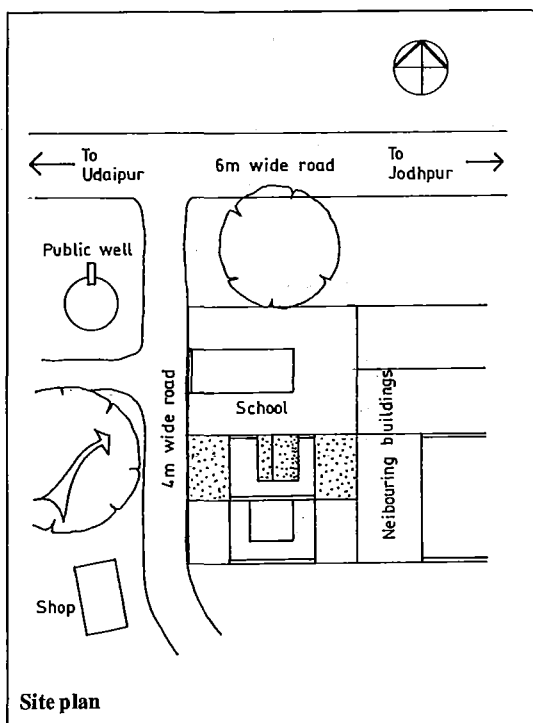 To
Udaipur
6m wide road
To
Jodhpur
Public well
4m wide road
School
Neibouring buildings
Shop
Site plan